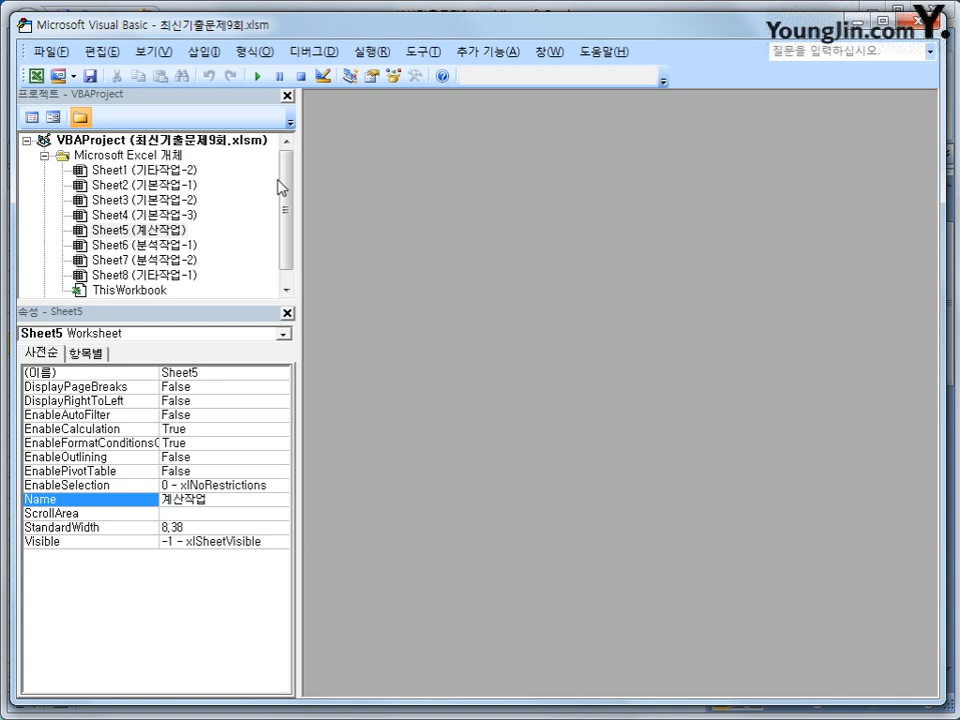 Microsoft Visual Basic - 최신기출문제9회.xlsm
YoungJin.com Y.
파일(F) 편집(E) 보기(V) 삽입(I) 형식(O) 디버그(D) 실행(R) 도구(T) 추가 기능(A) 창(W) 도움말(H)
질문을 입력하십시오.
프로젝트 - VBAProject
VBAProject (최신기출문제9회.xlsm)
Microsoft Excel 개체
Sheet1 (기타작업-2)
Sheet2 (기본작업-1)
Sheet3 (기본작업-2)
Sheet4 (기본작업-3)
Sheet5 (계산작업)
Sheet6 (분석작업-1)
Sheet7 (분석작업-2)
Sheet8 (기타작업-1)
ThisWorkbook
속성 - Sheet5
Sheet5 Worksheet
사전순 항목별
(이름) Sheet5
DisplayPageBreaks False
DisplayRightToLeft False
EnableAutoFilter False
EnableCalculation True
EnableFormatConditionsC True
EnableOutlining False
EnablePivotTable False
EnableSelection 0 - xlNoRestrictions
Name 계산작업
ScrollArea
StandardWidth 8,38
Visible -1 - xlSheetVisible